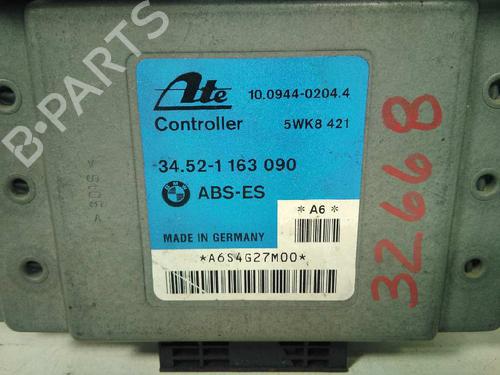 B-PARTS
Ate
10.0944-0204.4
Controller
5WK8 421
34.52-1 163 090
BMW
ABS-ES
* A6 *
MADE IN GERMANY
*A6S4G27M00*
32668